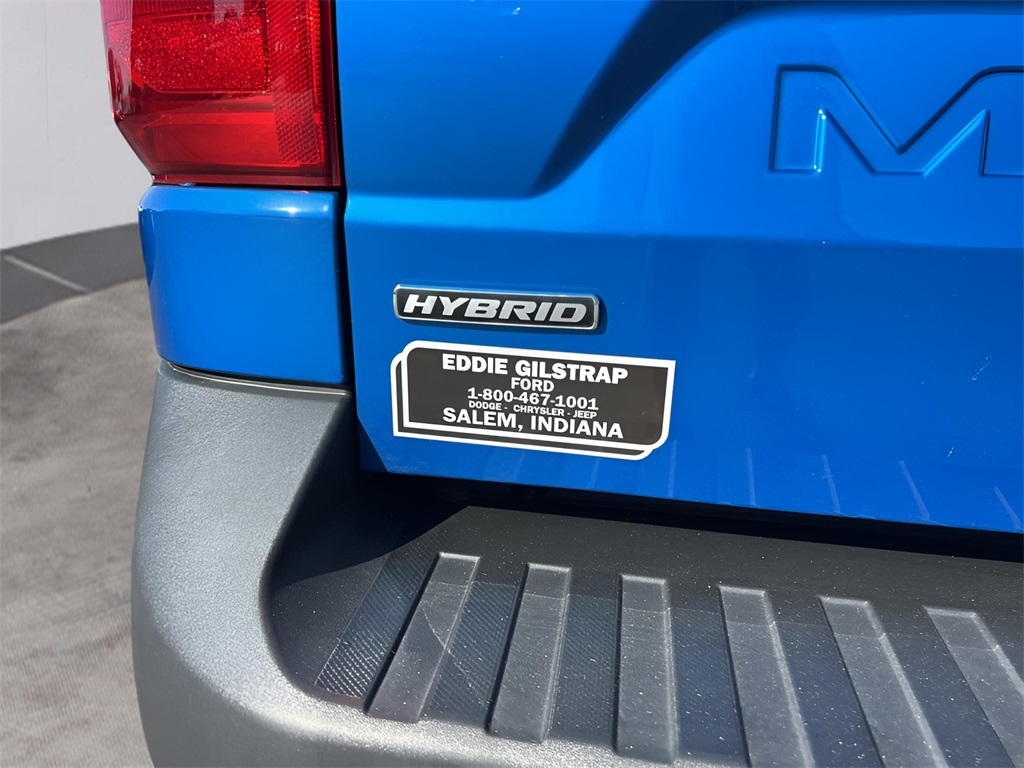 M
HYBRID
EDDIE GILSTRAP
FORD
1-800-467-1001
DODGE - CHRYSLER - JEEP
SALEM, INDIANA